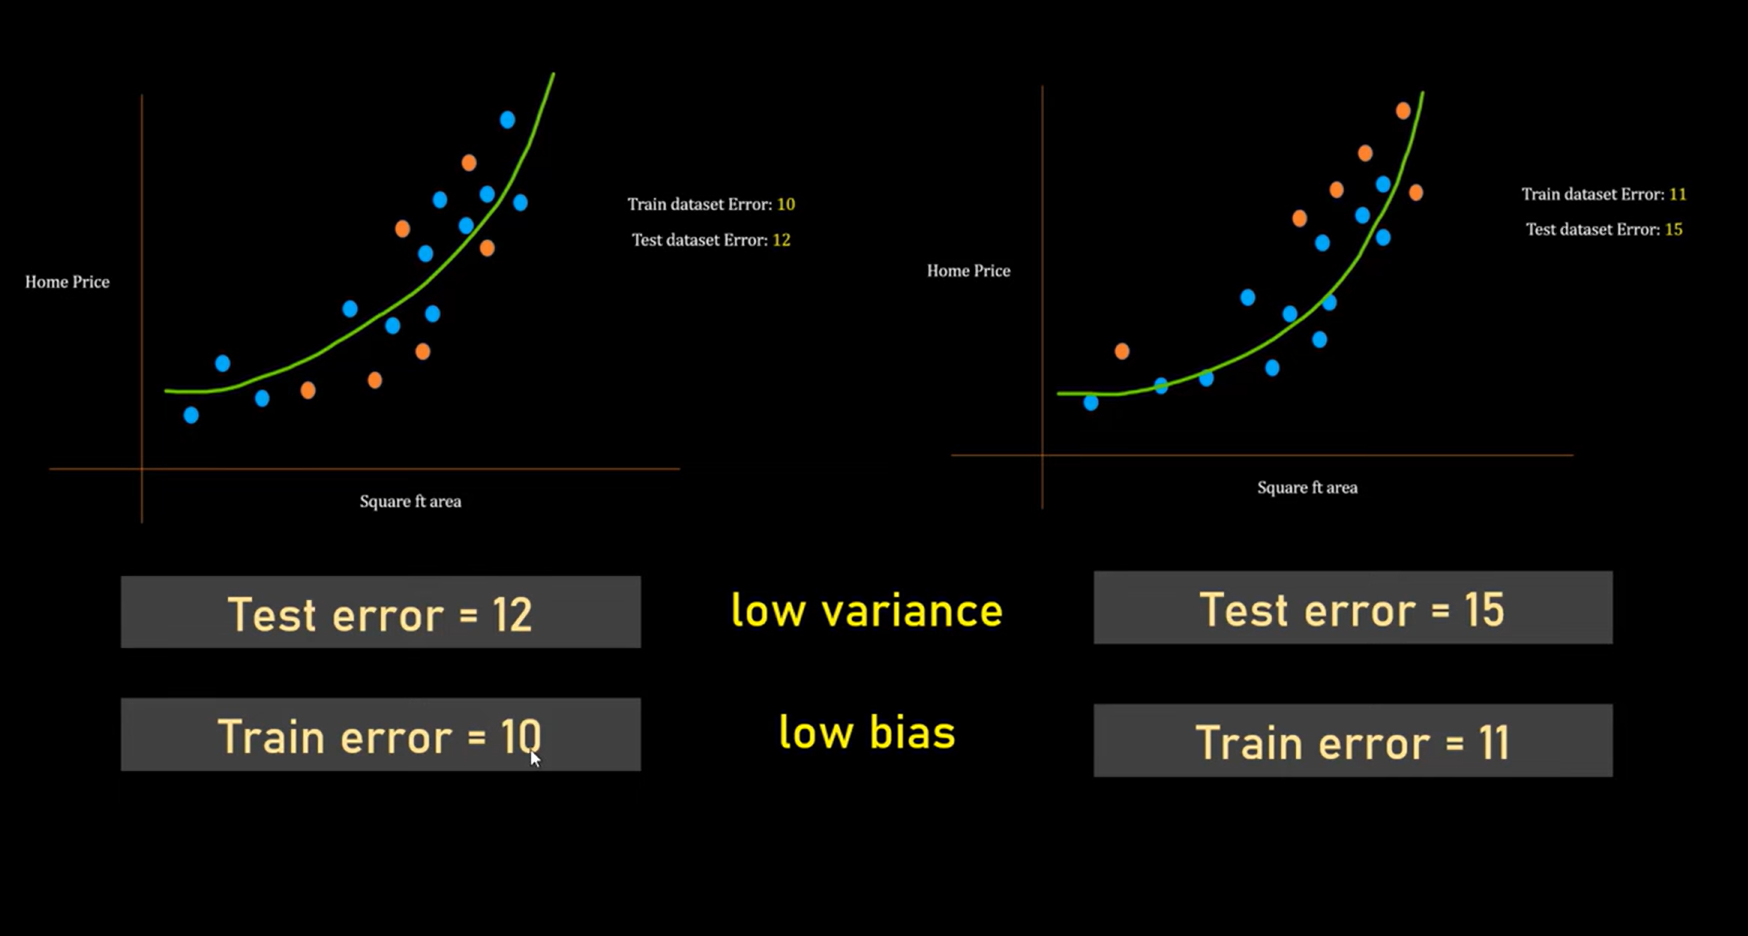 Train dataset Error: 10
Test dataset Error: 12
Home Price
Square ft area
Train dataset Error: 11
Test dataset Error: 15
Home Price
Square ft area
Test error = 12
low variance
Test error = 15
Train error = 10
low bias
Train error = 11